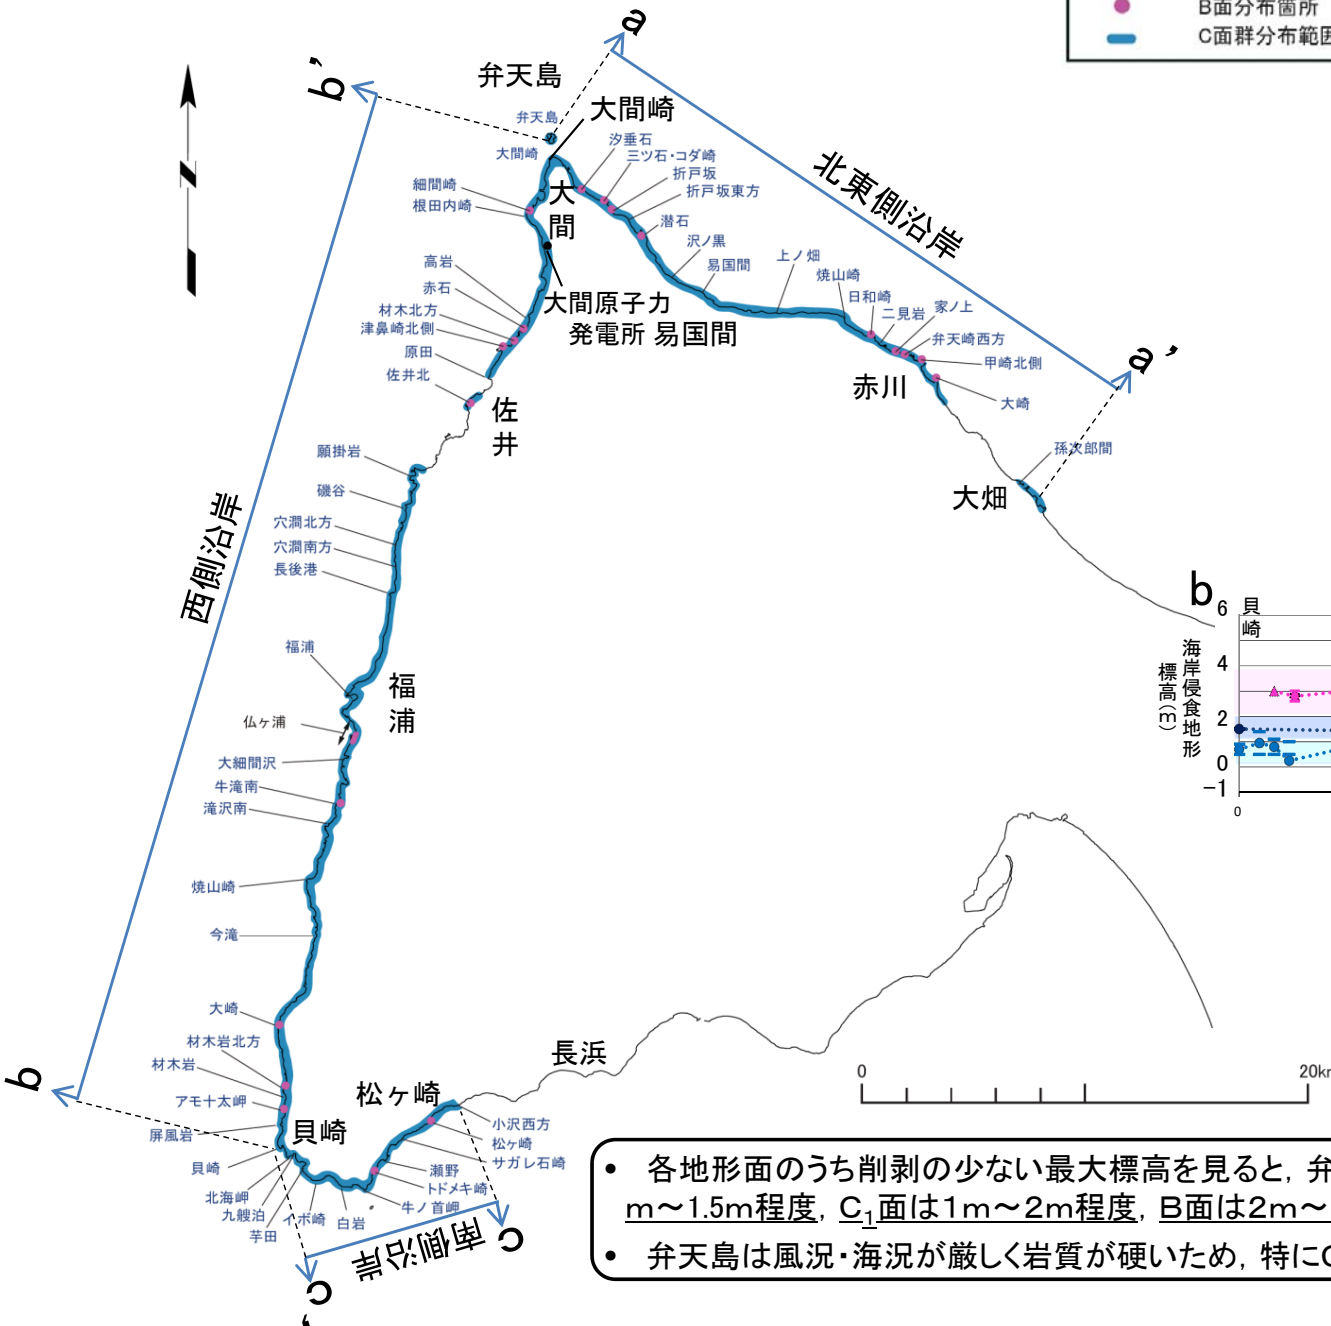 B面分布箇所
C面群分布範囲
a
b’
弁天島
大間崎
弁天島
大間崎
汐垂石
三ツ石・コダ崎
折戸坂
折戸坂東方
潜石
沢ノ黒
易国間
上ノ畑
焼山崎
日和崎
二見岩
家ノ上
弁天崎西方
甲崎北側
大崎
孫次郎間
北東側沿岸
a’
細間崎
根田内崎
大間
高岩
赤石
材木北方
津鼻崎北側
原田
佐井北
大間原子力
発電所
易国間
赤川
大畑
佐井
願掛岩
磯谷
穴澗北方
穴澗南方
長後港
福浦
福浦
仏ヶ浦
大細間沢
牛滝南
滝沢南
焼山崎
今滝
大崎
材木岩北方
材木岩
アモ十太岬
屏風岩
貝崎
西側沿岸
b
貝崎
北海岬
九艘泊
芋田
イボ崎
白岩
牛ノ首岬
トドメキ崎
瀬野
サガレ石崎
松ヶ崎
小沢西方
松ヶ崎
長浜
南側沿岸
C
C’
b
貝崎
海岸侵食地形
標高(m)
6
4
2
0
-1
0
0
20km
N
• 各地形面のうち削剥の少ない最大標高を見ると，弁
m～1.5m程度，C1面は1m～2m程度，B面は2m～
• 弁天島は風況・海況が厳しく岩質が硬いため，特にC